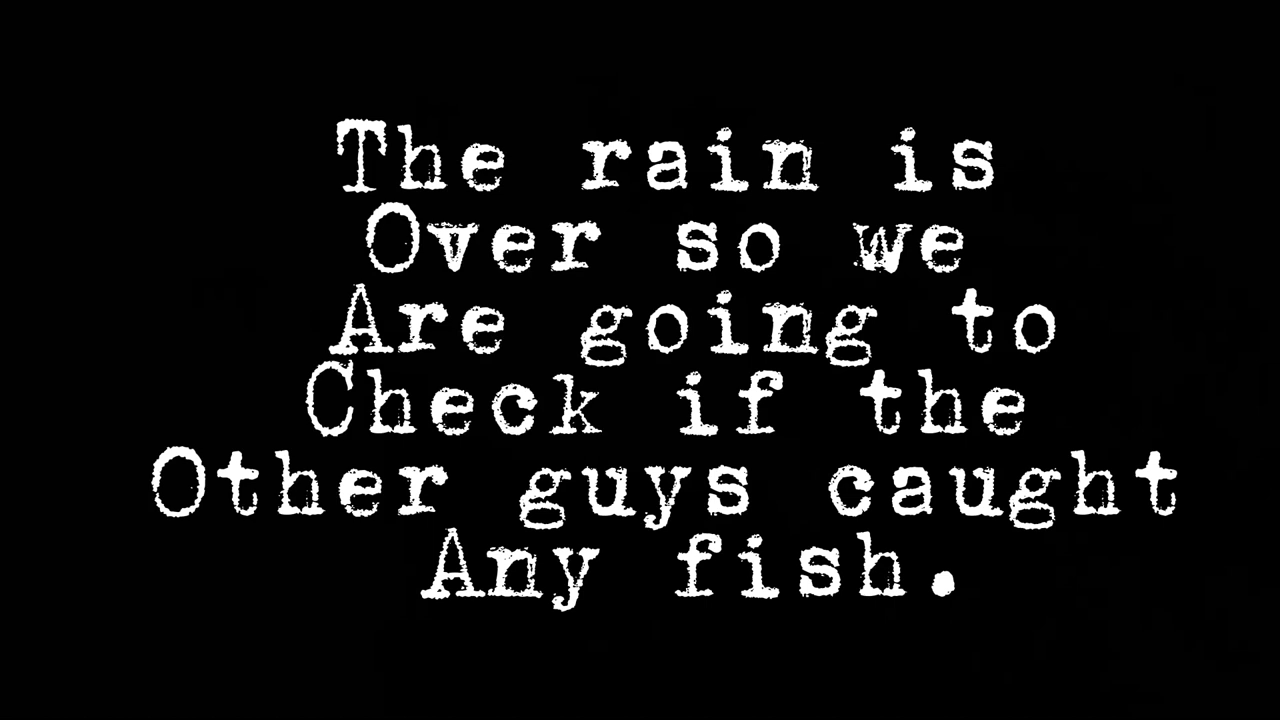 The rain is
Over so we
Are going to
Check if the
Other guys caught
Any fish.